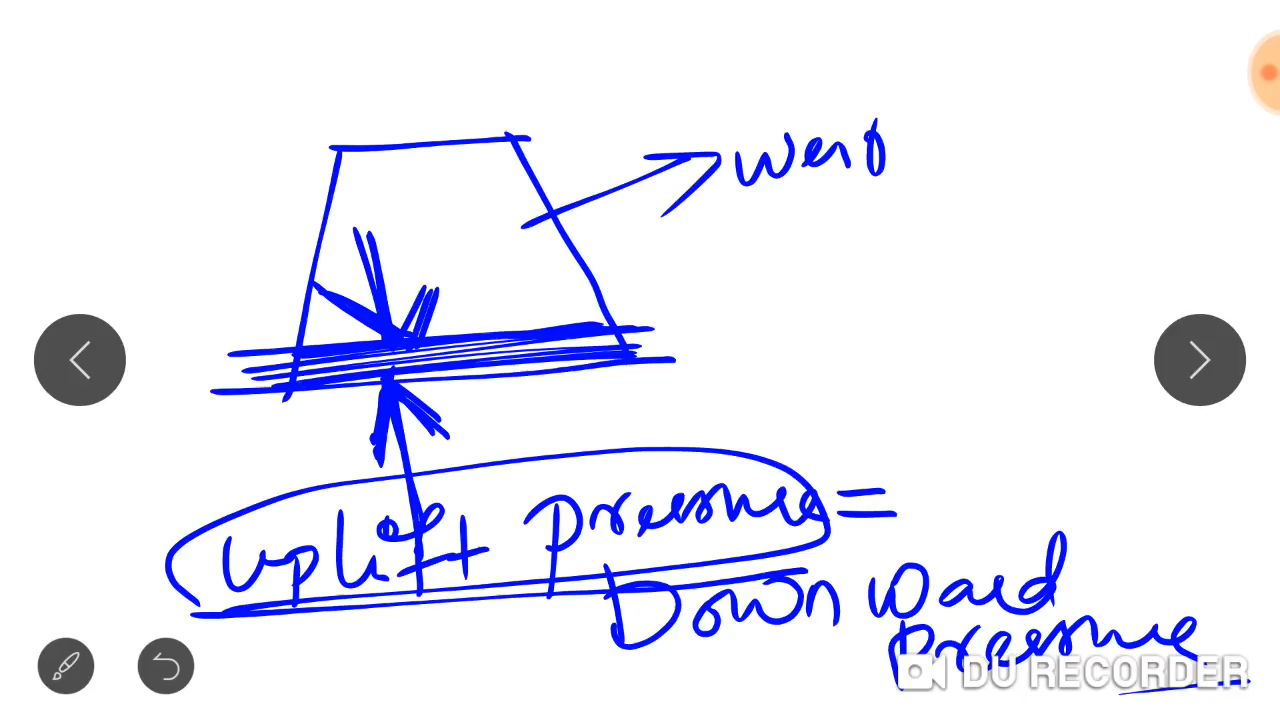 weir
uplift pressure =
Downward
pressure
DU RECORDER